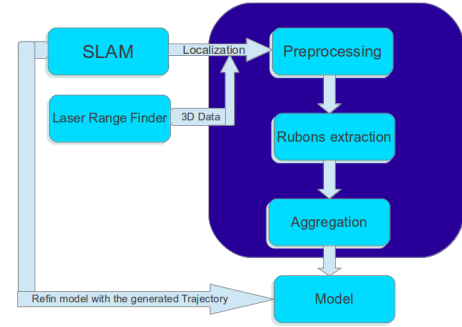 SLAM
Localization
Preprocessing
Laser Range Finder
3D Data
Rubons extraction
Aggregation
Refin model with the generated Trajectory
Model